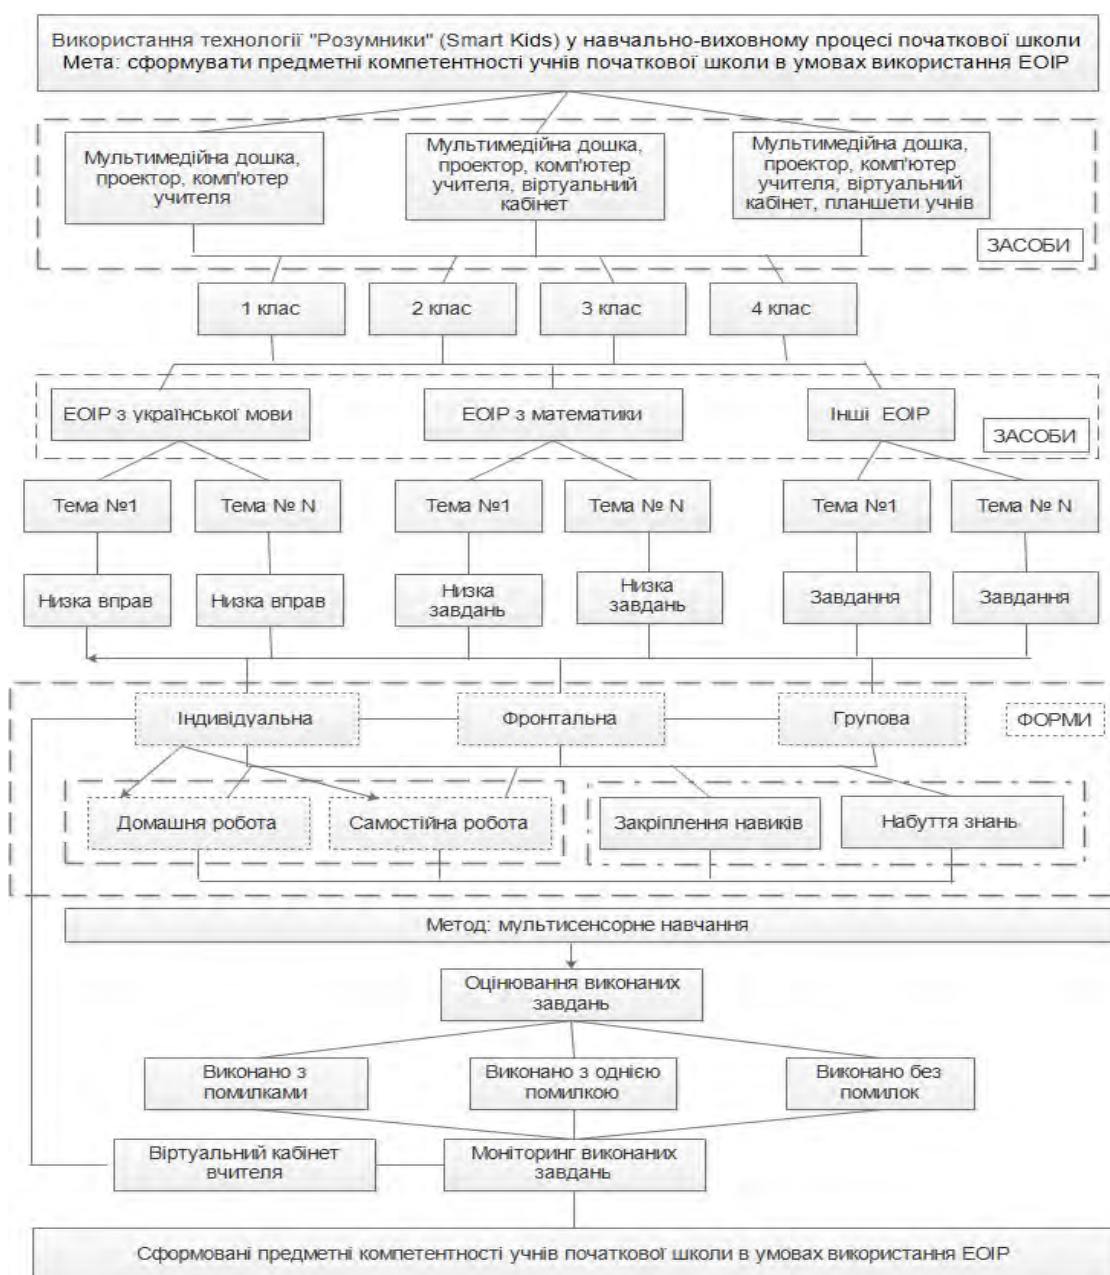 Використання технології "Розумники" (Smart Kids) у навчально-виховному процесі початкової школи
Мета: сформувати предметні компетентності учнів початкової школи в умовах використання ЕОІР
Мультимедійна дошка,
проектор, комп'ютер
учителя
Мультимедійна дошка,
проектор, комп'ютер
учителя, віртуальний
кабінет
Мультимедійна дошка,
проектор, комп'ютер
учителя, віртуальний
кабінет, планшети учнів
ЗАСОБИ
1 клас
2 клас
3 клас
4 клас
ЕОІР з української мови
ЕОІР з математики
Інші ЕОІР
ЗАСОБИ
Тема №1
Тема № N
Тема №1
Тема № N
Тема №1
Тема № N
Низка вправ
Низка вправ
Низка
завдань
Низка
завдань
Завдання
Завдання
Індивідуальна
Фронтальна
Групова
ФОРМИ
Домашня робота
Самостійна робота
Закріплення навиків
Набуття знань
Метод: мультисенсорне навчання
Оцінювання виконаних
завдань
Виконано з
помилками
Виконано з однією
помилкою
Виконано без
помилок
Віртуальний кабінет
вчителя
Моніторинг виконаних
завдань
Сформовані предметні компетентності учнів початкової школи в умовах використання ЕОІР